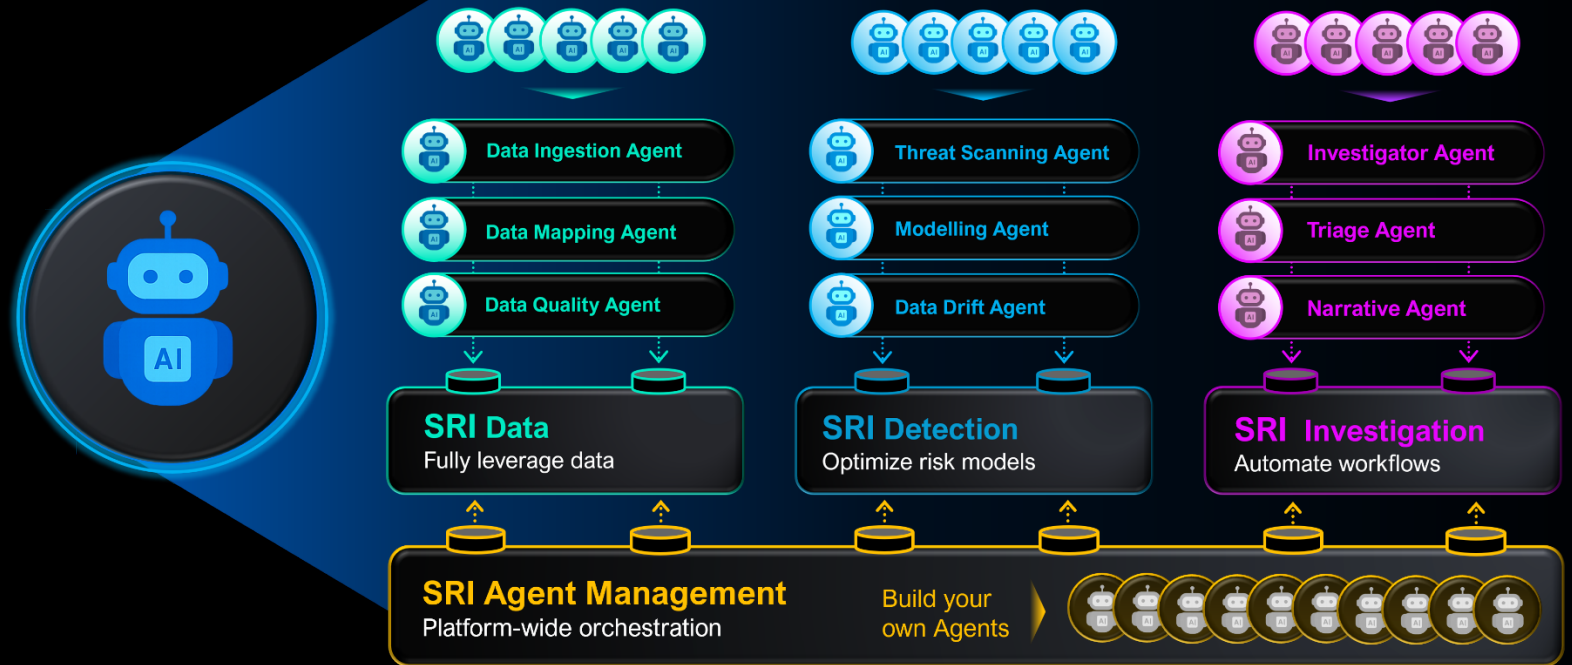 AI
Data Ingestion Agent
Data Mapping Agent
Data Quality Agent
SRI Data
Fully leverage data
Threat Scanning Agent
Modelling Agent
Data Drift Agent
SRI Detection
Optimize risk models
Investigator Agent
Triage Agent
Narrative Agent
SRI Investigation
Automate workflows
SRI Agent Management
Platform-wide orchestration
Build your
own Agents